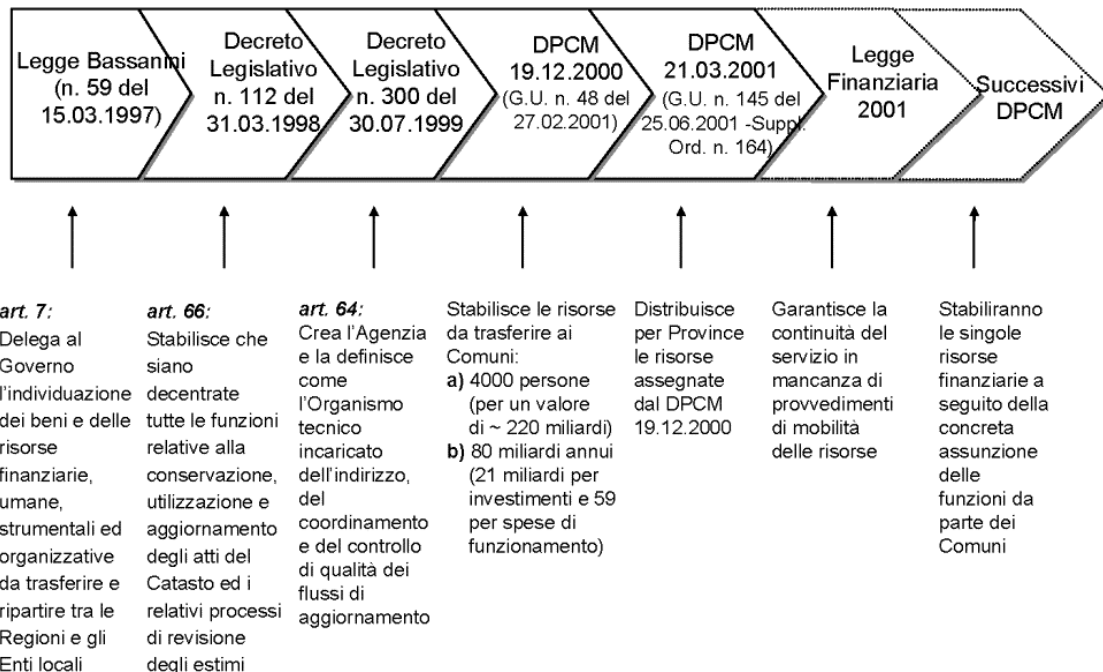 Legge Bassanini
(n. 59 del
15.03.1997)
Decreto
Legislativo
n. 112 del
31.03.1998
Decreto
Legislativo
n. 300 del
30.07.1999
DPCM
19.12.2000
(G.U. n. 48 del
27.02.2001)
DPCM
21.03.2001
(G.U. n. 145 del
25.06.2001 -Suppl.
Ord. n. 164)
Legge
Finanziaria
2001
Successivi
DPCM
art. 7:
Delega al
Governo
l'individuazione
dei beni e delle
risorse
finanziarie,
umane,
strumentali ed
organizzative
da trasferire e
ripartire tra le
Regioni e gli
Enti locali
art. 66:
Stabilisce che
siano
decentrate
tutte le funzioni
relative alla
conservazione,
utilizzazione e
aggiornamento
degli atti del
Catasto ed i
relativi processi
di revisione
degli estimi
art. 64:
Crea l'Agenzia
e la definisce
come
l'Organismo
tecnico
incaricato
dell'indirizzo,
del
coordinamento
e del controllo
di qualità dei
flussi di
aggiornamento
Stabilisce le risorse
da trasferire ai
Comuni:
a) 4000 persone
(per un valore
di ~ 220 miliardi)
b) 80 miliardi annui
(21 miliardi per
investimenti e 59
per spese di
funzionamento)
Distribuisce
per Province
le risorse
assegnate
dal DPCM
19.12.2000
Garantisce la
continuità del
servizio in
mancanza di
provvedimenti
di mobilità
delle risorse
Stabiliranno
le singole
risorse
finanziarie a
seguito della
concreta
assunzione
delle
funzioni da
parte dei
Comuni